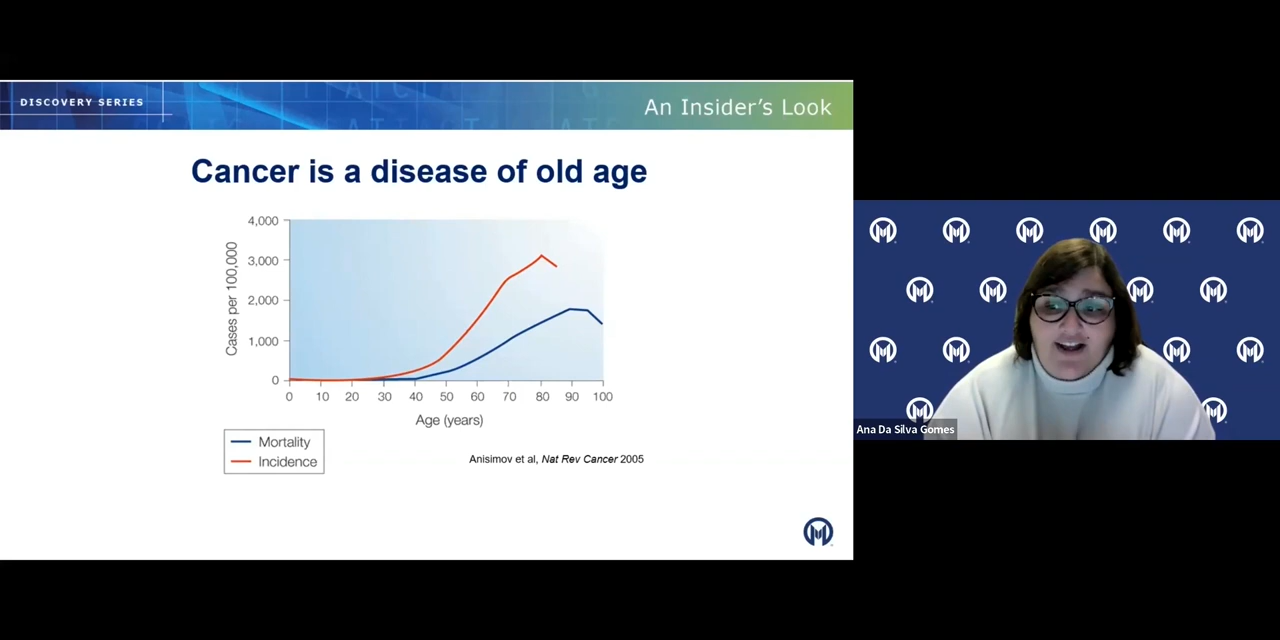 DISCOVERY SERIES
An Insider's Look
Cancer is a disease of old age
4,000
3,000
2,000
1,000
0
Cases per 100,000
0 10 20 30 40 50 60 70 80 90 100
Age (years)
Mortality
Incidence
Anisimov et al, Nat Rev Cancer 2005
Ana Da Silva Gomes